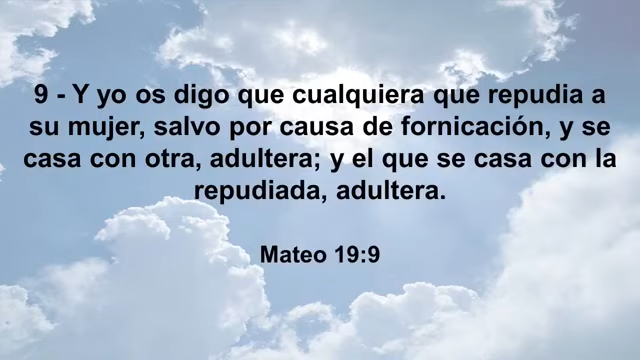 9 - Y yo os digo que cualquiera que repudia a
su mujer, salvo por causa de fornicación, y se
casa con otra, adultera; y el que se casa con la
repudiada, adultera.
Mateo 19:9